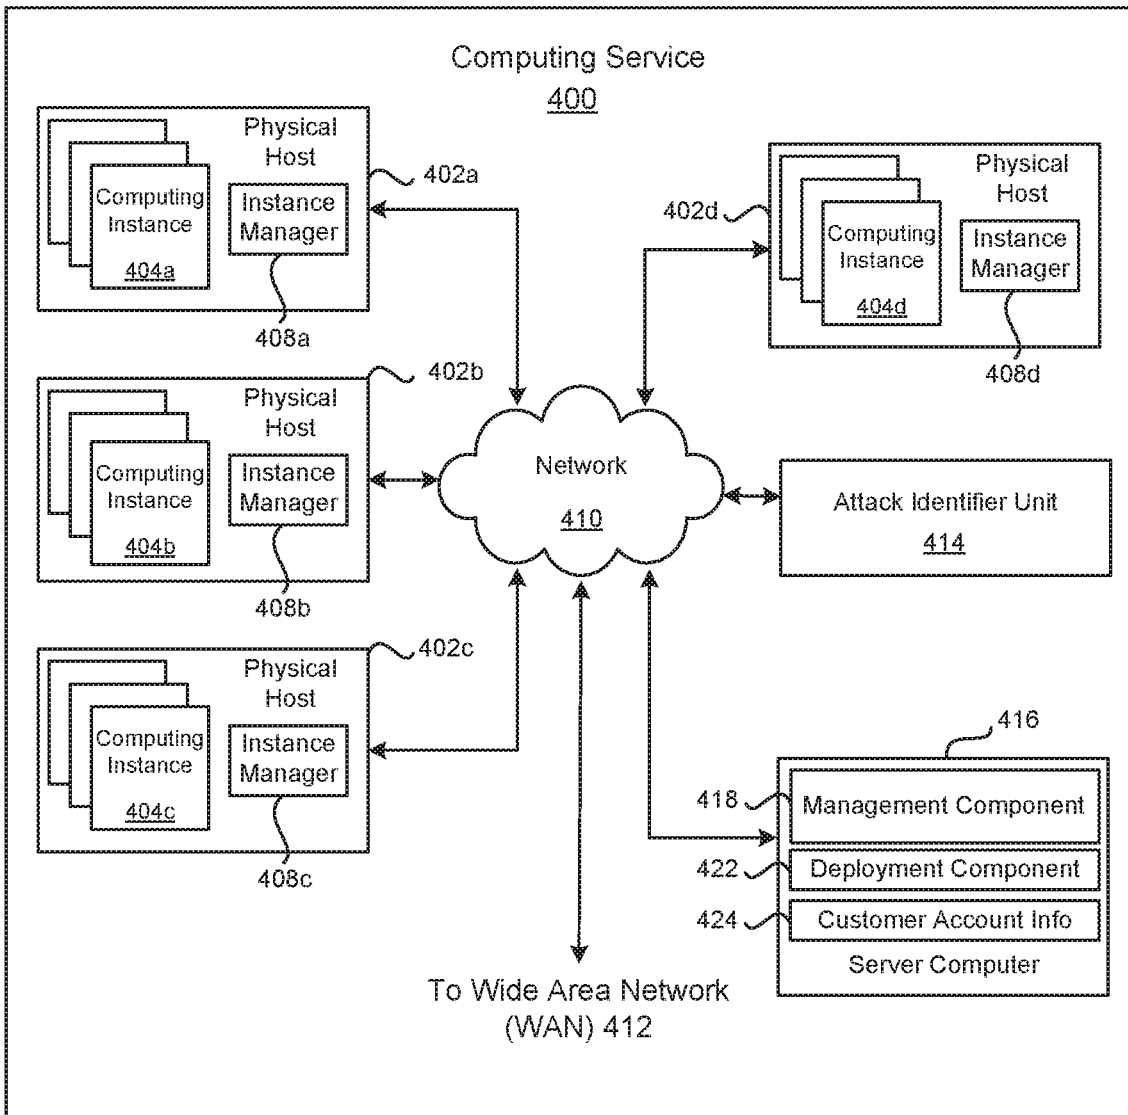 Computing Service
400
Physical
Host
402a
Computing
Instance
404a
Instance
Manager
408a
Physical
Host
402d
Computing
Instance
404d
Instance
Manager
408d
402b
Physical
Host
Computing
Instance
404b
Instance
Manager
408b
Network
410
Attack Identifier Unit
414
402c
Physical
Host
Computing
Instance
404c
Instance
Manager
408c
416
418
Management Component
422
Deployment Component
424
Customer Account Info
Server Computer
To Wide Area Network
(WAN) 412